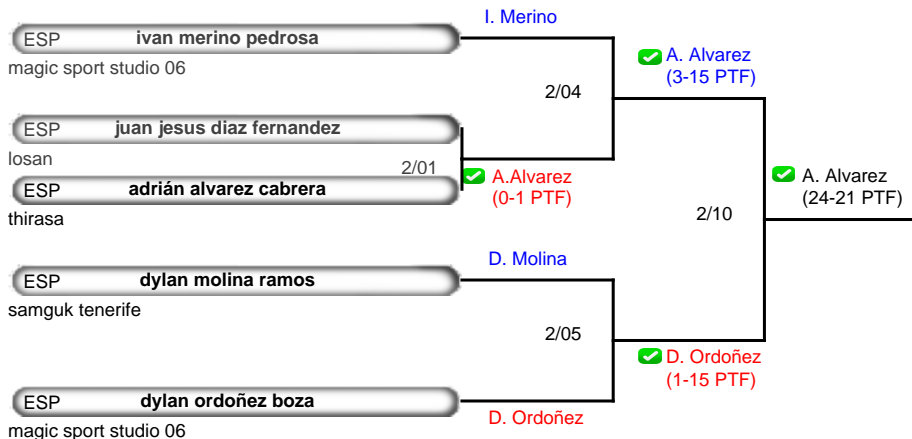 I. Merino
ESP ivan merino pedrosa
magic sport studio 06
A. Alvarez
(3-15 PTF)
2/04
ESP juan jesus diaz fernandez
losan
2/01
A.Alvarez
(0-1 PTF)
ESP adrián alvarez cabrera
thirasa
A. Alvarez
(24-21 PTF)
2/10
D. Molina
ESP dylan molina ramos
samguk tenerife
2/05
D. Ordoñez
(1-15 PTF)
ESP dylan ordoñez boza
D. Ordoñez
magic sport studio 06